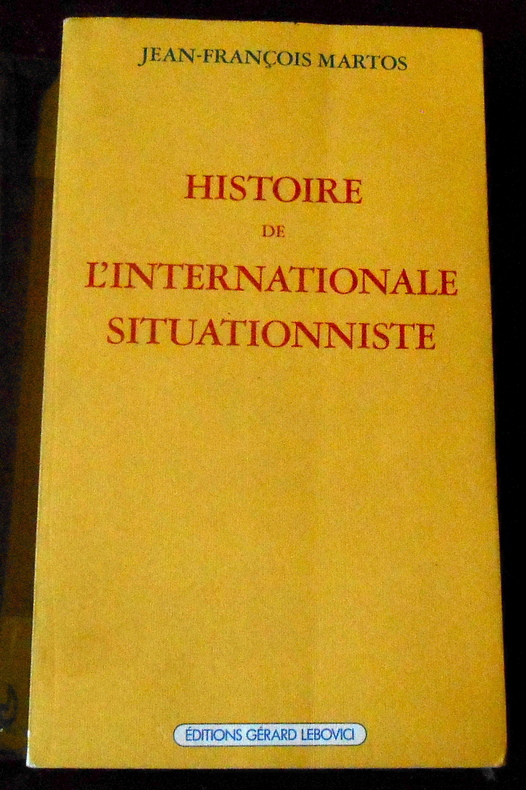 JEAN-FRANÇOIS MARTOS
HISTOIRE
DE
L'INTERNATIONALE
SITUATIONNISTE
ÉDITIONS GÉRARD LEBOVICI